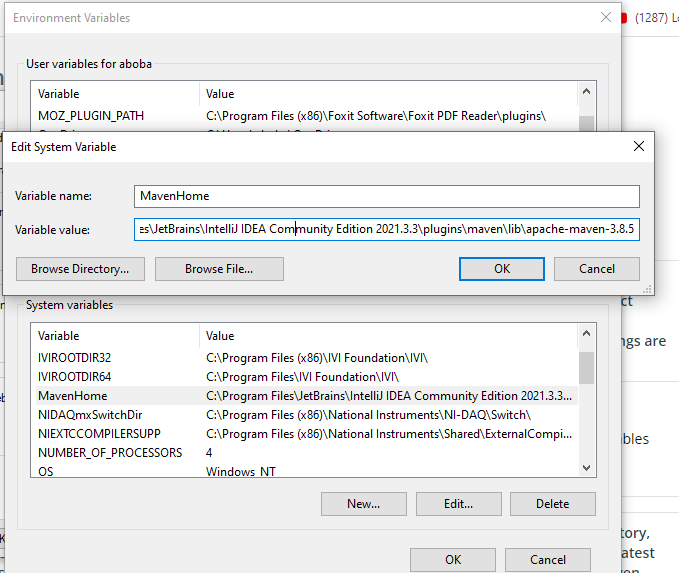 Environment Variables
(1287) L
User variables for aboba
Variable Value
MOZ_PLUGIN_PATH C:\Program Files (x86)\Foxit Software\Foxit PDF Reader\plugins\
Edit System Variable
Variable name: MavenHome
Variable value: es\JetBrains\IntelliJ IDEA Community Edition 2021.3.3\plugins\maven\lib\apache-maven-3.8.5
Browse Directory... Browse File... OK Cancel
System variables
ct
Variable Value
ngs are
IVIROOTDIR32 C:\Program Files (x86)\IVI Foundation\IVI\
IVIROOTDIR64 C:\Program Files\IVI Foundation\IVI\
MavenHome C:\Program Files\JetBrains\IntelliJ IDEA Community Edition 2021.3.3...
NIDAQmxSwitchDir C:\Program Files (x86)\National Instruments\NI-DAQ\Switch\
NIEXTCCOMPILERSUPP C:\Program Files (x86)\National Instruments\Shared\ExternalCompi...
ables
NUMBER_OF_PROCESSORS 4
OS Windows_NT
New... Edit... Delete
tory,
atest
OK Cancel
ven